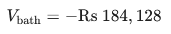 V_bath = −Rs 184,128